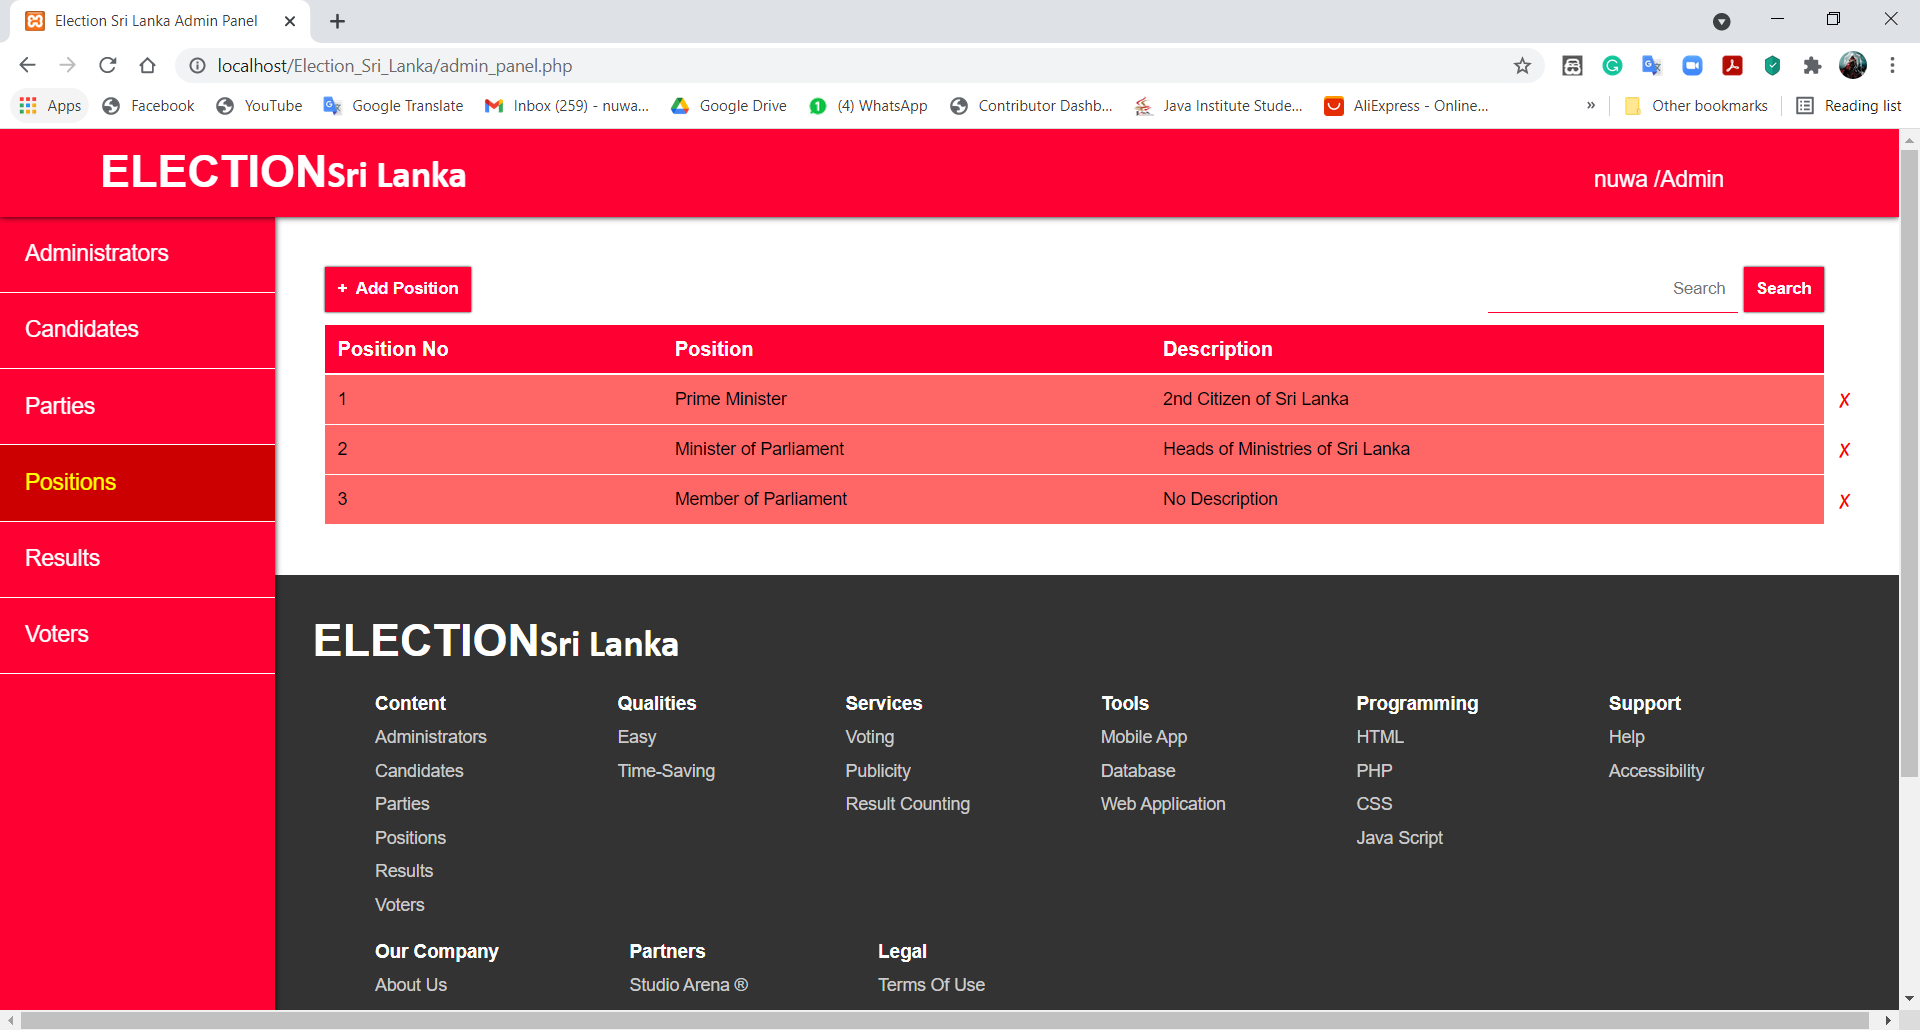 Election Sri Lanka Admin Panel
localhost/Election_Sri_Lanka/admin_panel.php
Apps Facebook YouTube Google Translate Inbox (259) - nuwa... Google Drive (4) WhatsApp Contributor Dashb... Java Institute Stude... AliExpress - Online... » Other bookmarks Reading list
ELECTIONSri Lanka
nuwa /Admin
Administrators
Candidates
Parties
Positions
Results
Voters
+ Add Position
Search Search
Position No Position Description
1 Prime Minister 2nd Citizen of Sri Lanka ✗
2 Minister of Parliament Heads of Ministries of Sri Lanka ✗
3 Member of Parliament No Description ✗
ELECTIONSri Lanka
Content
Administrators
Candidates
Parties
Positions
Results
Voters
Qualities
Easy
Time-Saving
Services
Voting
Publicity
Result Counting
Tools
Mobile App
Database
Web Application
Programming
HTML
PHP
CSS
Java Script
Support
Help
Accessibility
Our Company
About Us
Partners
Studio Arena ®
Legal
Terms Of Use